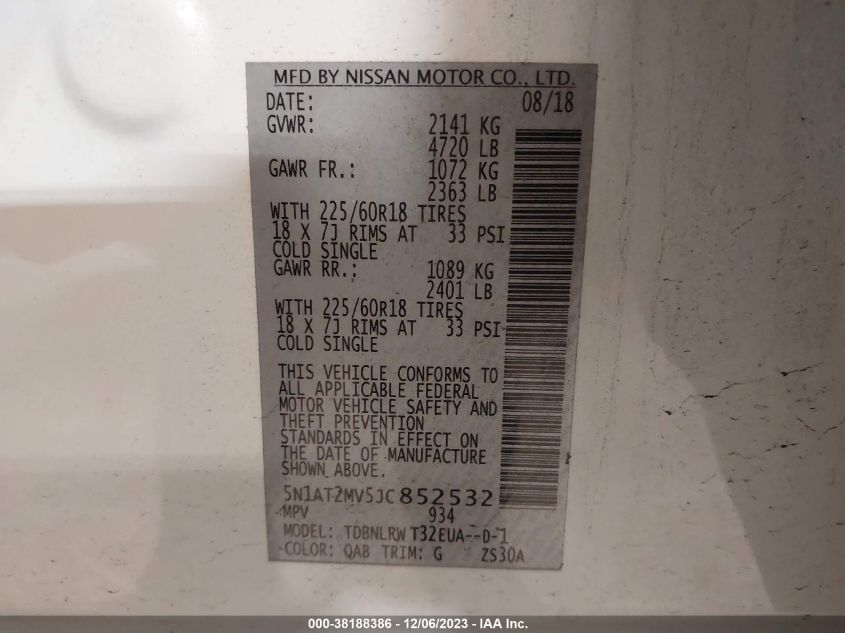 MFD BY NISSAN MOTOR CO., LTD.
DATE: 08/18
GVWR: 2141 KG
4720 LB
GAWR FR.: 1072 KG
2363 LB
WITH 225/60R18 TIRES
18 X 7J RIMS AT 33 PSI
COLD SINGLE
GAWR RR.: 1089 KG
2401 LB
WITH 225/60R18 TIRES
18 X 7J RIMS AT 33 PSI
COLD SINGLE
THIS VEHICLE CONFORMS TO
ALL APPLICABLE FEDERAL
MOTOR VEHICLE SAFETY AND
THEFT PREVENTION
STANDARDS IN EFFECT ON
THE DATE OF MANUFACTURE
SHOWN ABOVE.
5N1AT2MV5JC852532
MPV 934
MODEL: TDBNLRW T32EUA--D-1
COLOR: QAB TRIM: G ZS30A
000-38188386 - 12/06/2023 - IAA Inc.